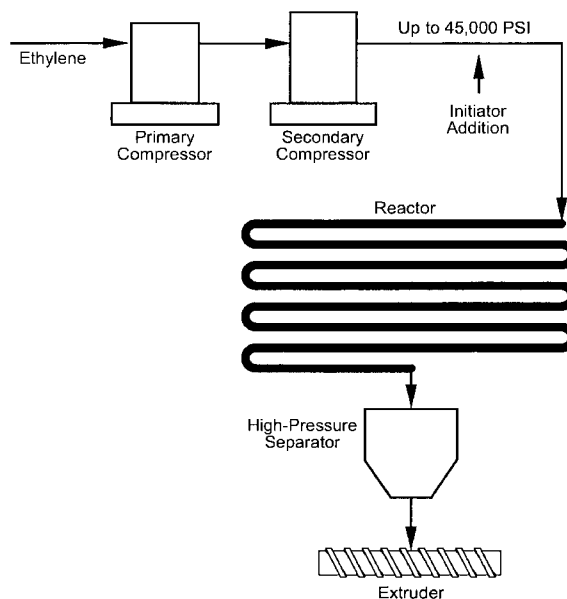 Up to 45,000 PSI
Ethylene
Initiator
Addition
Primary
Compressor
Secondary
Compressor
Reactor
High-Pressure
Separator
Extruder